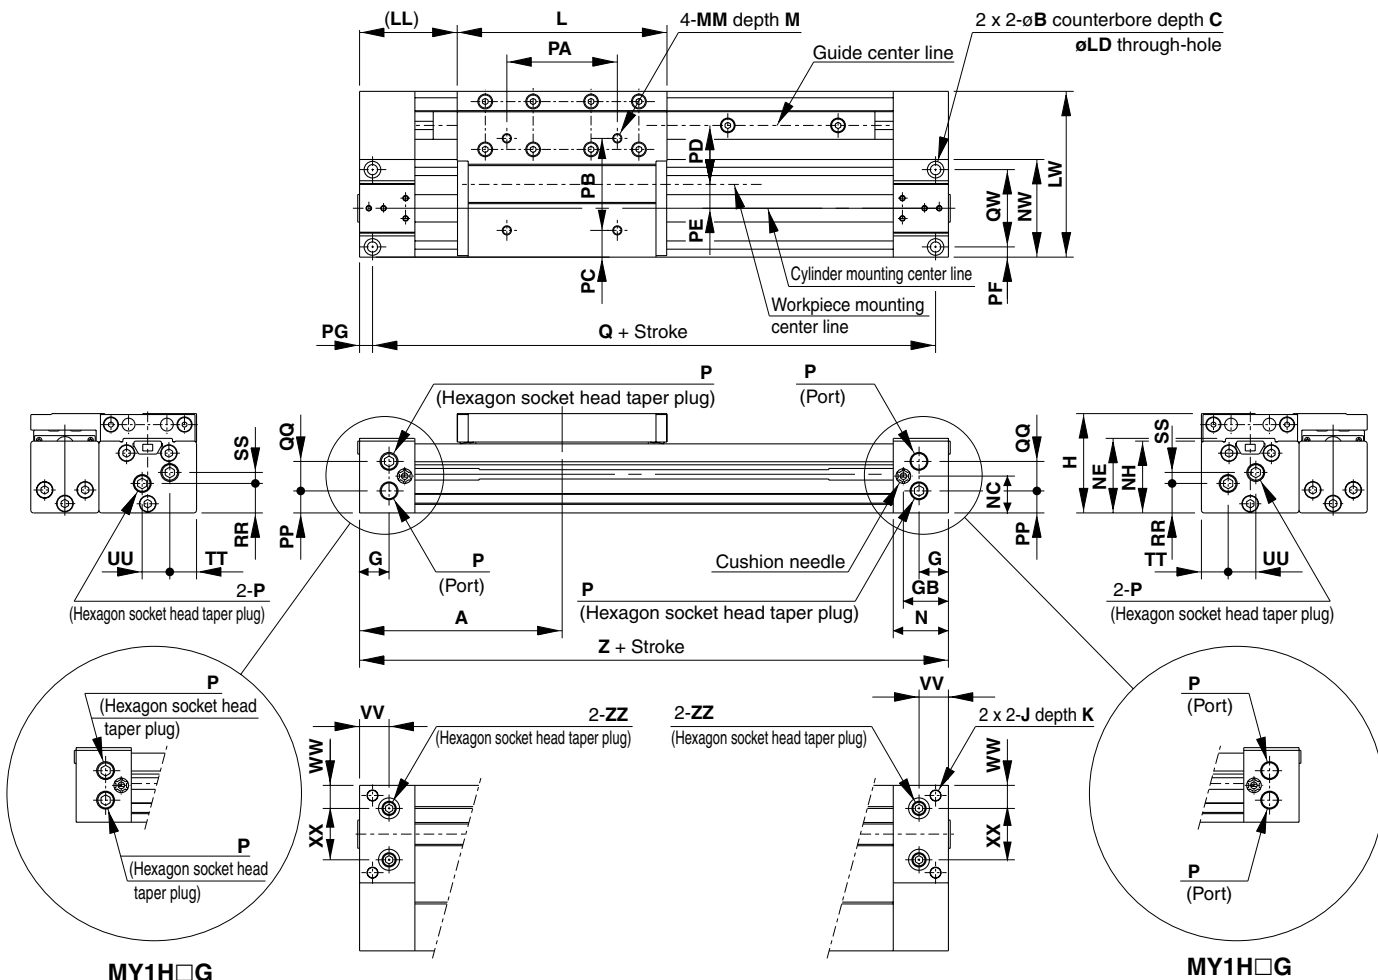 (LL)
L
4-MM depth M
2 x 2-øB counterbore depth C
øLD through-hole
PA
Guide center line
PD
PB
PE
PC
QW
NW
LW
PF
Cylinder mounting center line
Workpiece mounting
center line
PG
Q + Stroke
P
(Hexagon socket head taper plug)
P
(Port)
QQ
QQ
SS
SS
H
NE
NH
NC
PP
PP
RR
RR
UU
TT
TT
UU
G
G
GB
N
P
(Port)
Cushion needle
P
(Hexagon socket head taper plug)
2-P
(Hexagon socket head taper plug)
2-P
(Hexagon socket head taper plug)
A
Z + Stroke
P
(Hexagon socket head
taper plug)
P
(Hexagon socket head
taper plug)
VV
2-ZZ
(Hexagon socket head taper plug)
WW
XX
2-ZZ
(Hexagon socket head taper plug)
VV
2 x 2-J depth K
WW
XX
P
(Port)
P
(Port)
MY1H□G
MY1H□G